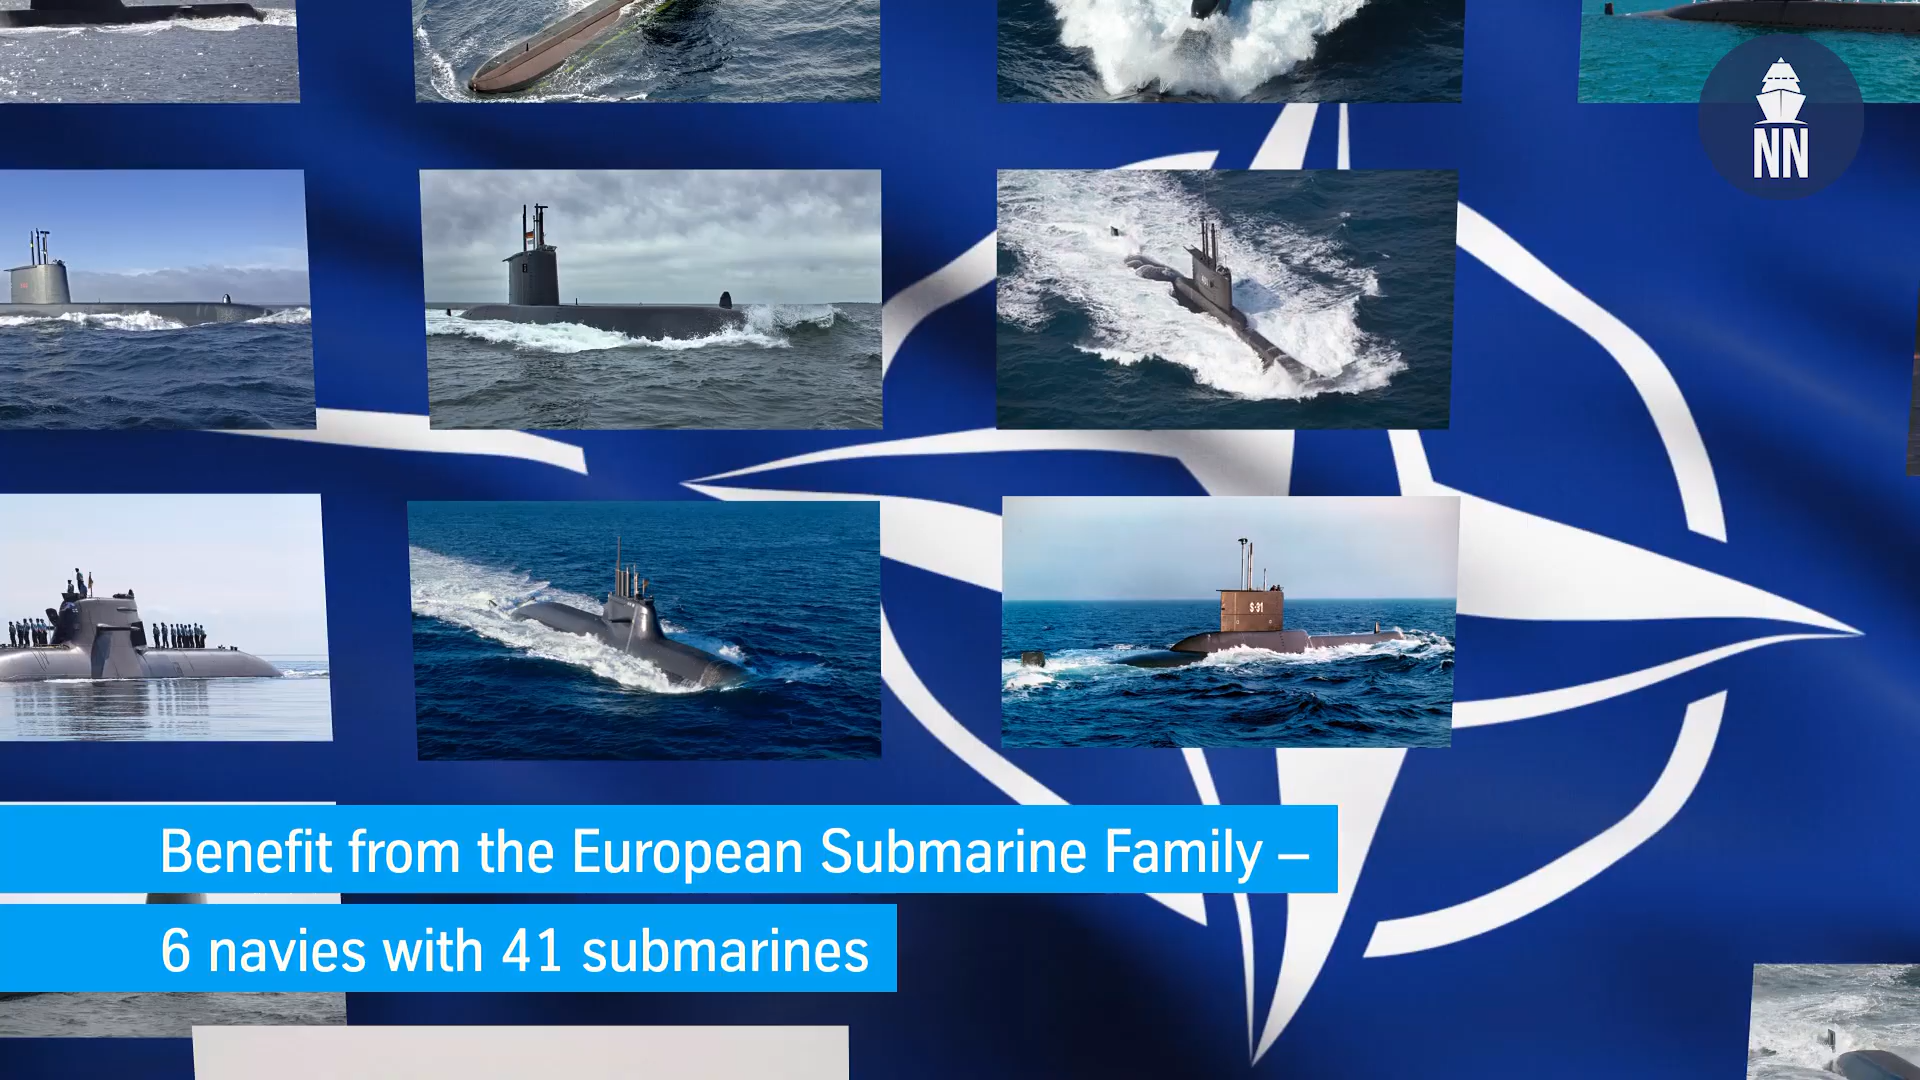 NN
S-31
Benefit from the European Submarine Family –
6 navies with 41 submarines